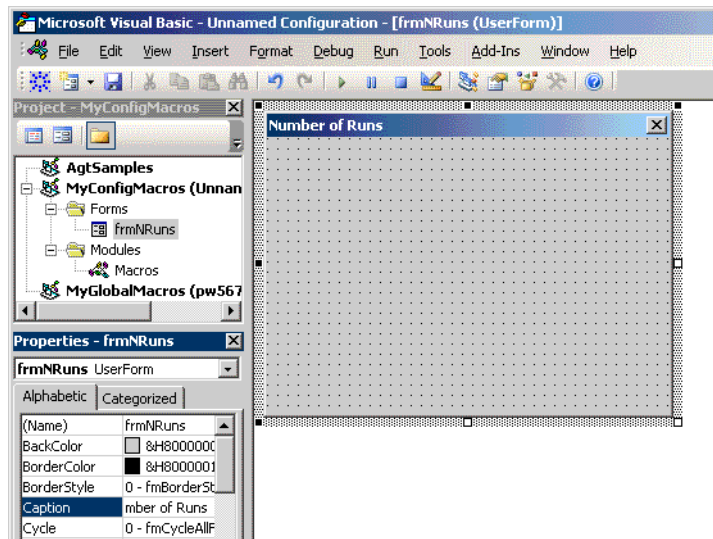 Microsoft Visual Basic - Unnamed Configuration - [frmNRuns (UserForm)]
File Edit View Insert Format Debug Run Tools Add-Ins Window Help
Project - MyConfigMacros
AgtSamples
MyConfigMacros (Unnan
Forms
frmNRuns
Modules
Macros
MyGlobalMacros (pw567
Properties - frmNRuns
frmNRuns UserForm
Alphabetic Categorized
(Name) frmNRuns
BackColor &H8000000
BorderColor &H8000001
BorderStyle 0 - fmBorderSt
Caption mber of Runs
Cycle 0 - fmCycleAllF
Number of Runs